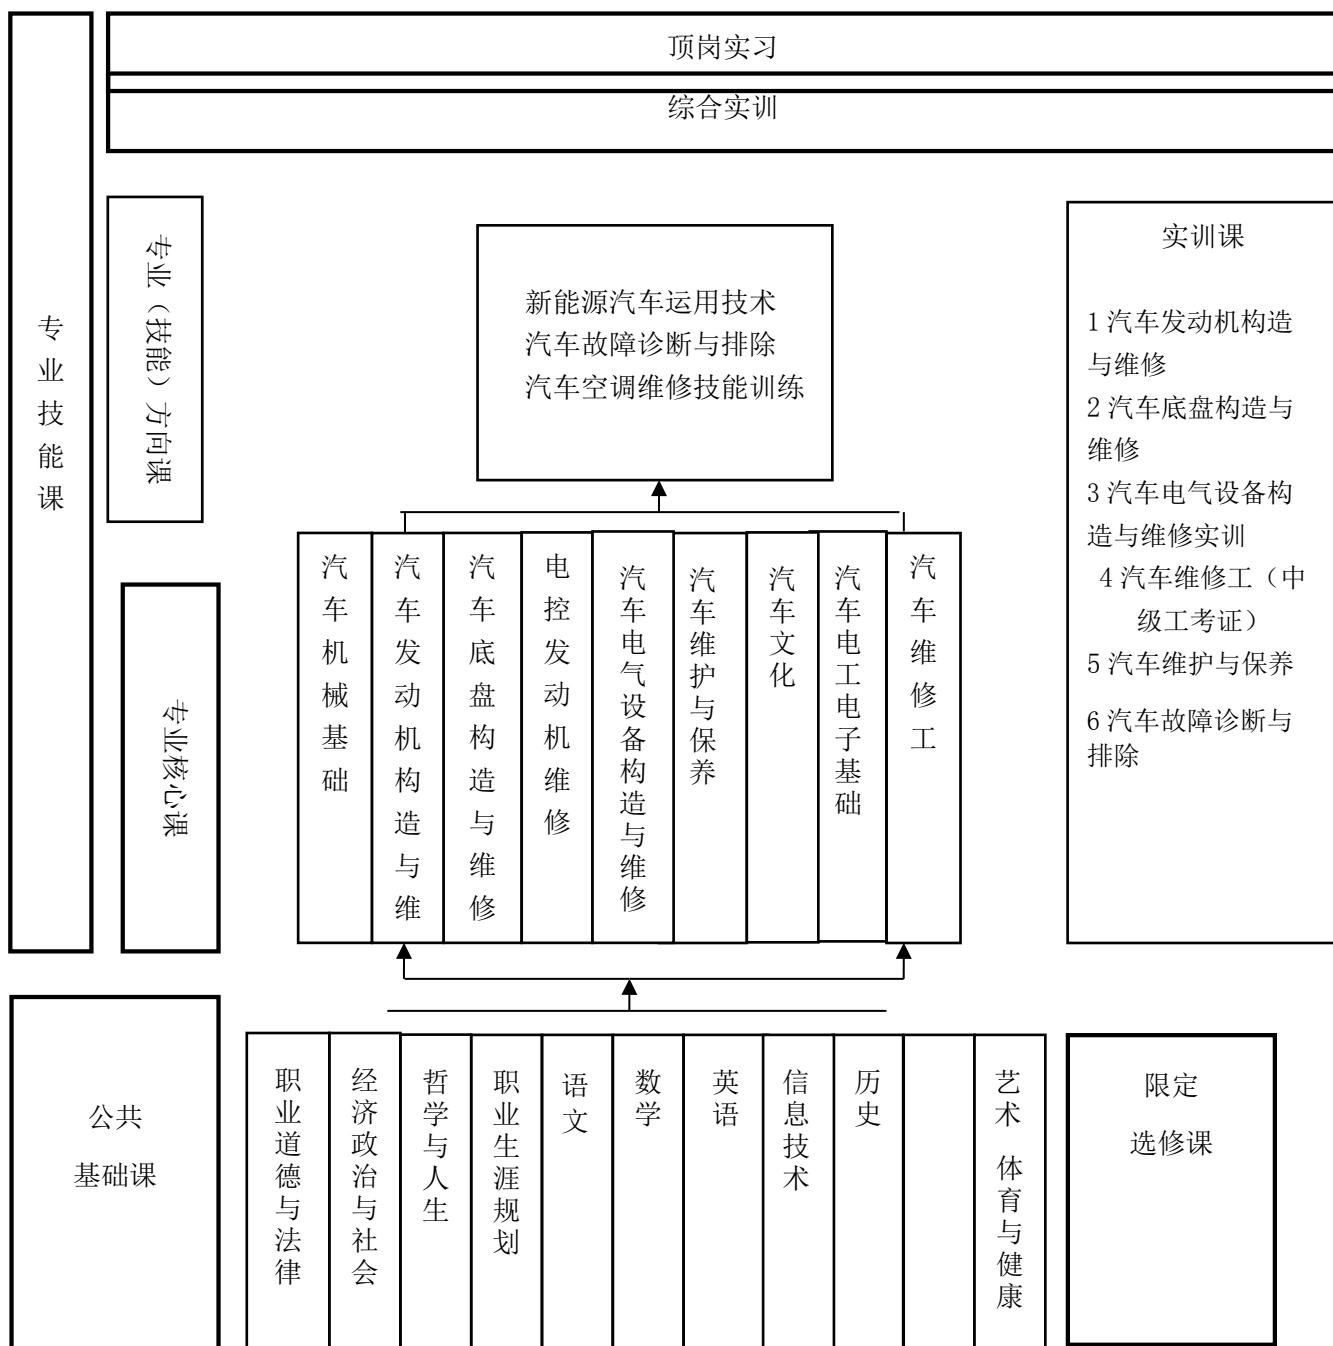 顶岗实习
综合实训
专业技能课
专业（技能）方向课
新能源汽车运用技术
汽车故障诊断与排除
汽车空调维修技能训练
实训课
1 汽车发动机构造
与维修
2 汽车底盘构造与
维修
3 汽车电气设备构
造与维修实训
4 汽车维修工（中
级工考证）
5 汽车维护与保养
6 汽车故障诊断与
排除
专业核心课
汽车机械基础
汽车发动机构造与维
汽车底盘构造与维修
电控发动机维修
汽车电气设备构造与维修
汽车维护与保养
汽车文化
汽车电工电子基础
汽车维修工
公共
基础课
职业道德与法律
经济政治与社会
哲学与人生
职业生涯规划
语文
数学
英语
信息技术
历史
艺术 体育与健康
限定
选修课